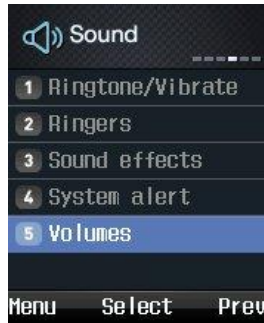 Sound
1 Ringtone/Vibrate
2 Ringers
3 Sound effects
4 System alert
5 Volumes
Menu Select Prev